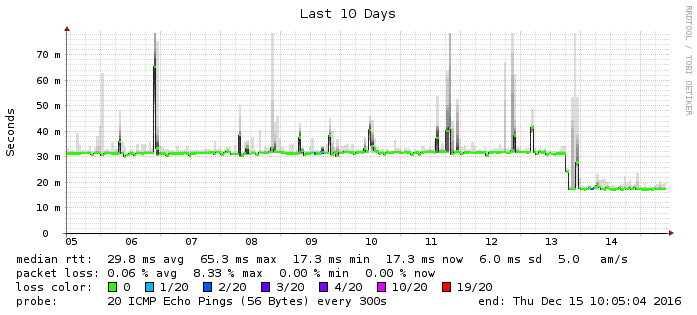 Last 10 Days
RRDTOOL / TOBI OETIKER
Seconds
70 m
60 m
50 m
40 m
30 m
20 m
10 m
0
05 06 07 08 09 10 11 12 13 14
median rtt: 29.8 ms avg 65.3 ms max 17.3 ms min 17.3 ms now 6.0 ms sd 5.0 am/s
packet loss: 0.06 % avg 8.33 % max 0.00 % min 0.00 % now
loss color: 0 1/20 2/20 3/20 4/20 10/20 19/20
probe: 20 ICMP Echo Pings (56 Bytes) every 300s end: Thu Dec 15 10:05:04 2016